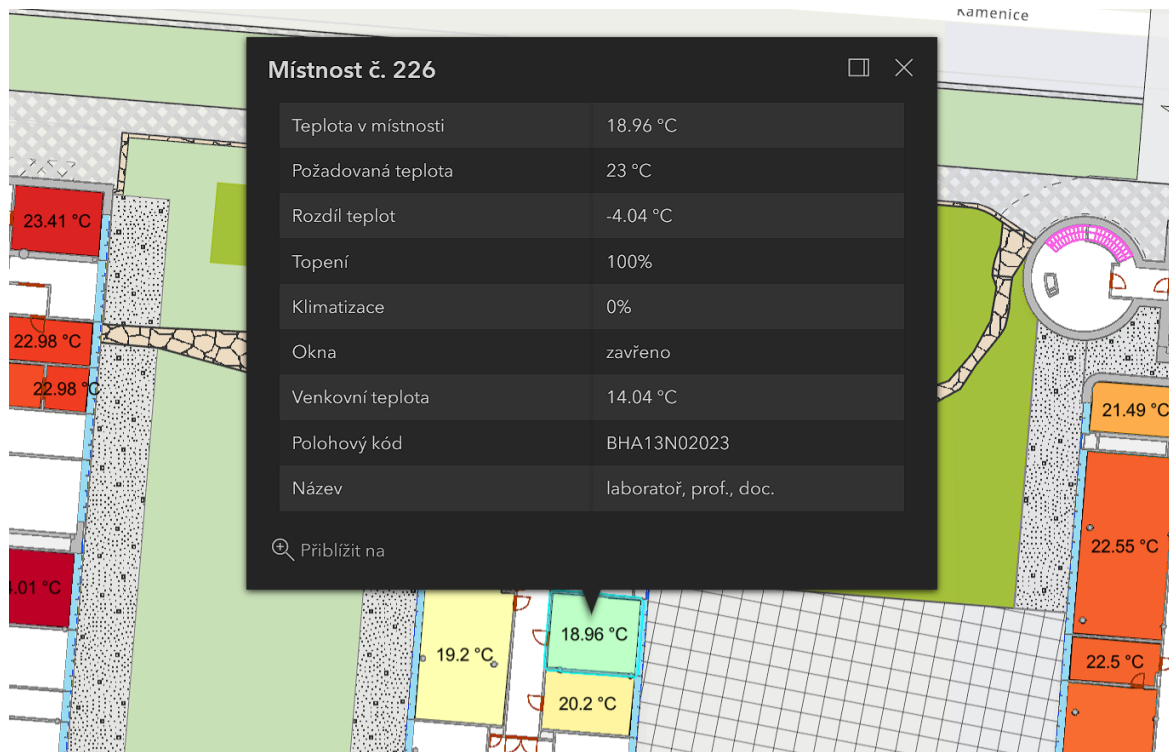 Kamenice
Místnost č. 226
Teplota v místnosti 18.96 °C
Požadovaná teplota 23 °C
Rozdíl teplot -4.04 °C
Topení 100%
Klimatizace 0%
Okna zavřeno
Venkovní teplota 14.04 °C
Polohový kód BHA13N02023
Název laboratoř, prof., doc.
Přiblížit na
23.41 °C
22.98 °C
22.98 °C
.01 °C
19.2 °C
18.96 °C
20.2 °C
21.49 °C
22.55 °C
22.5 °C